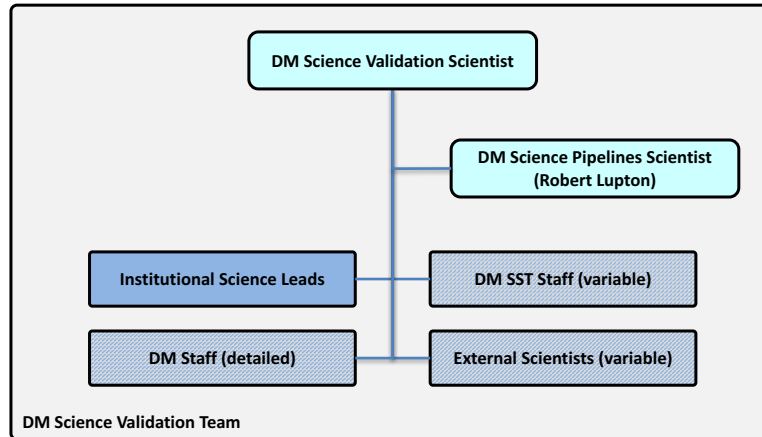 DM Science Validation Scientist
DM Science Pipelines Scientist
(Robert Lupton)
Institutional Science Leads
DM SST Staff (variable)
DM Staff (detailed)
External Scientists (variable)
DM Science Validation Team